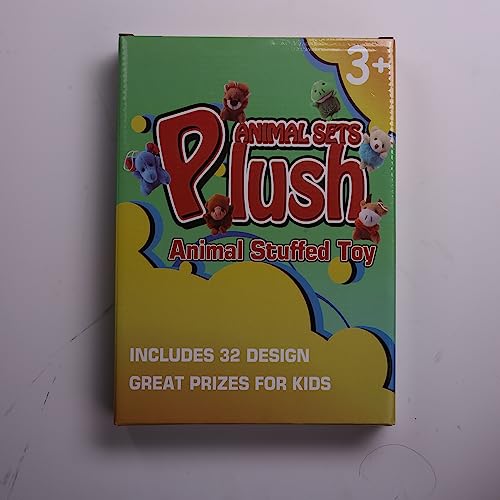 3+
ANIMAL SETS
Plush
Animal Stuffed Toy
INCLUDES 32 DESIGN
GREAT PRIZES FOR KIDS